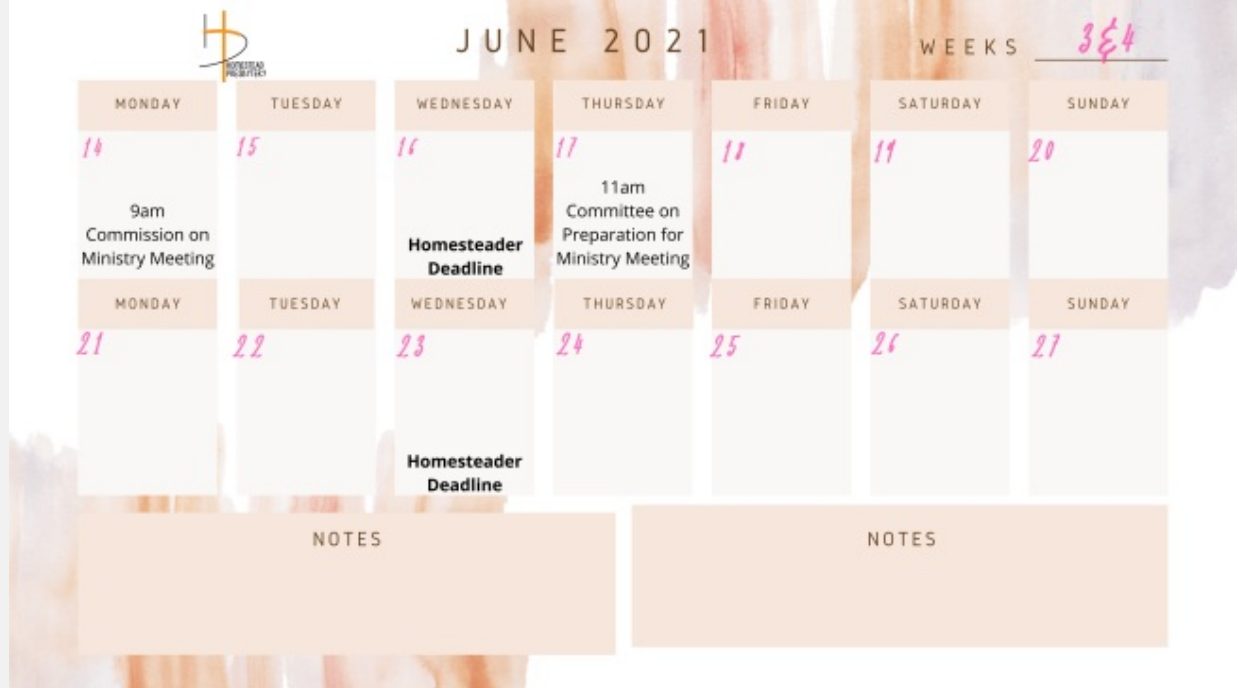 HOMESTEAD
PRESBYTERY
JUNE 2021
WEEKS 3&4
MONDAY TUESDAY WEDNESDAY THURSDAY FRIDAY SATURDAY SUNDAY
14 15 16 17 18 19 20
9am
Commission on
Ministry Meeting
Homesteader
Deadline
11am
Committee on
Preparation for
Ministry Meeting
MONDAY TUESDAY WEDNESDAY THURSDAY FRIDAY SATURDAY SUNDAY
21 22 23 24 25 26 27
Homesteader
Deadline
NOTES
NOTES